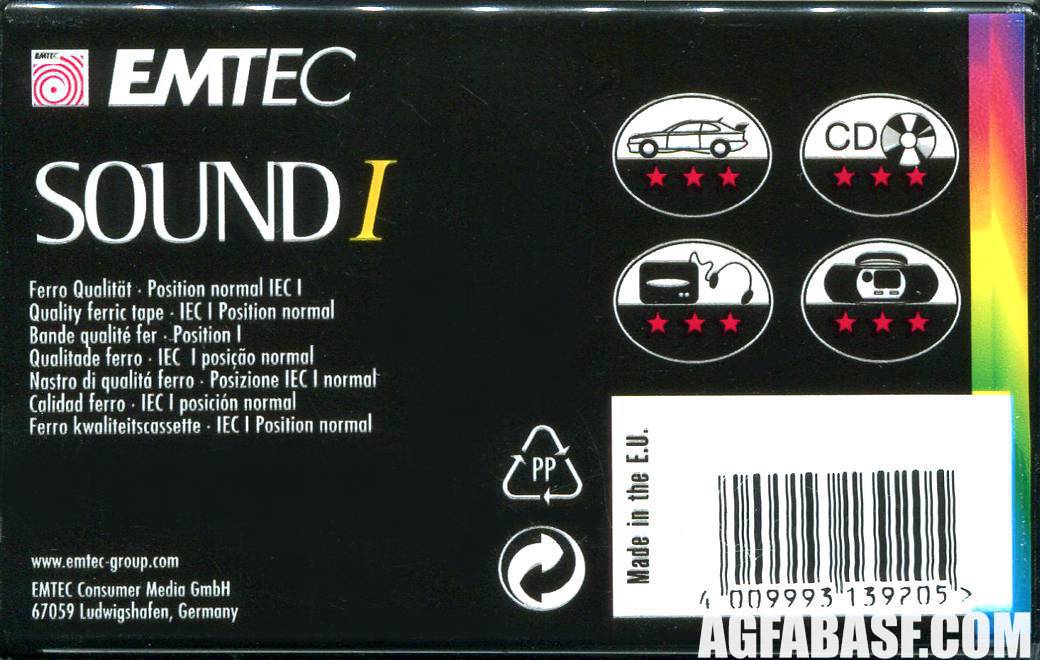 EMTEC
EMTEC
SOUND I
Ferro Qualität · Position normal IEC I
Quality ferric tape · IEC I Position normal
Bande qualité fer · Position I
Qualitade ferro · IEC I posição normal
Nastro di qualitá ferro · Posizione IEC I normal
Calidad ferro · IEC I posición normal
Ferro kwaliteitscassette · IEC I Position normal
www.emtec-group.com
EMTEC Consumer Media GmbH
67059 Ludwigshafen, Germany
CD
PP
Made in the E.U.
4 009993 139705 >
AGFABASF.COM